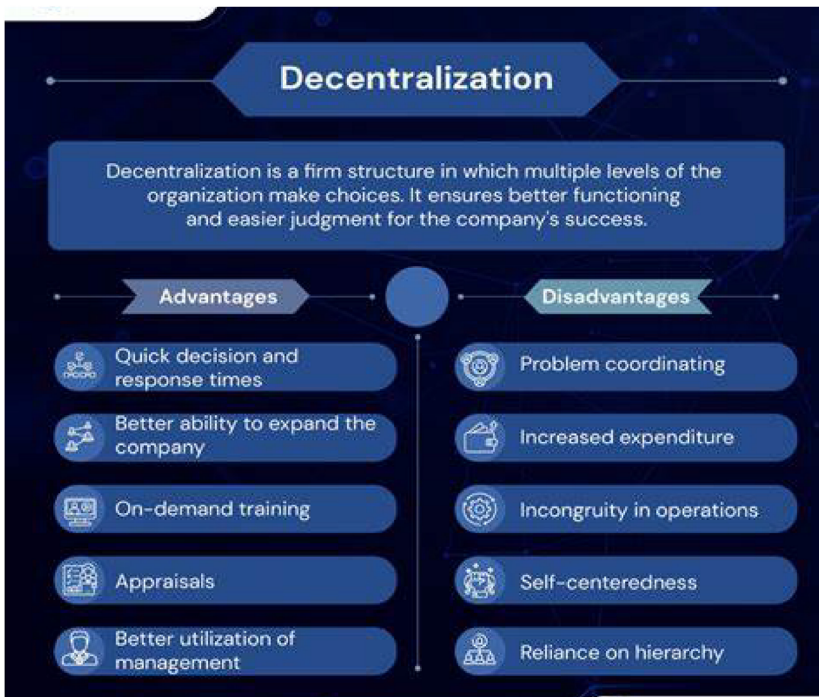 Decentralization
Decentralization is a firm structure in which multiple levels of the
organization make choices. It ensures better functioning
and easier judgment for the company's success.
Advantages
Quick decision and
response times
Better ability to expand the
company
On-demand training
Appraisals
Better utilization of
management
Disadvantages
Problem coordinating
Increased expenditure
Incongruity in operations
Self-centeredness
Reliance on hierarchy